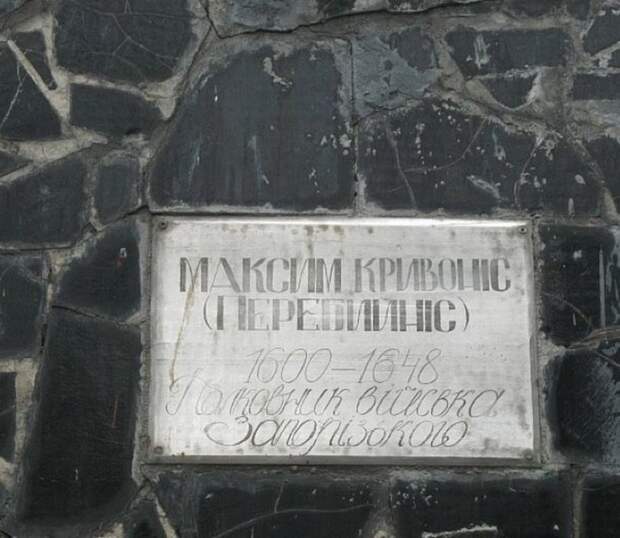 МАКСИМ КРИВОНІС
(ПЕРЕБИЙНІС)
1600–1648
Полковник війська
Запорізького